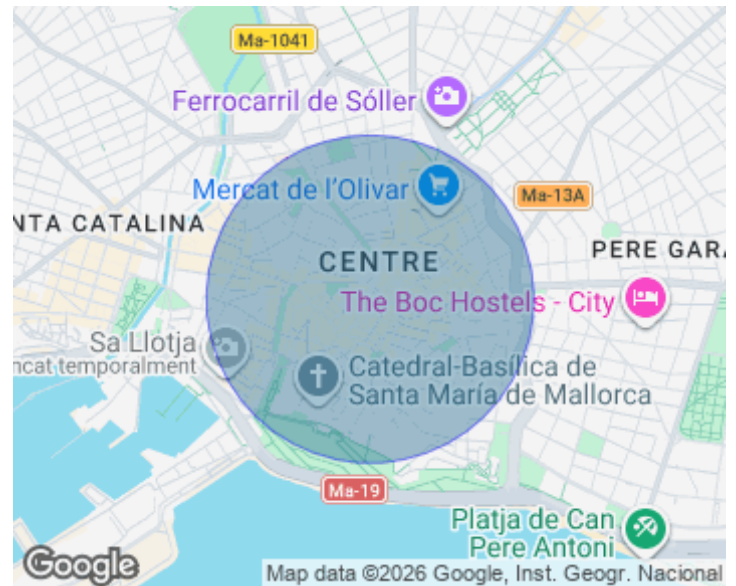 Ma-1041
Ferrocarril de Sóller
Mercat de l'Olivar
Ma-13A
NTA CATALINA
CENTRE
PERE GAR
The Boc Hostels - City
Sa Llotja
ncat temporalment
Catedral-Basílica de
Santa María de Mallorca
Ma-19
Platja de Can
Pere Antoni
Google
Map data ©2026 Google, Inst. Geogr. Nacional